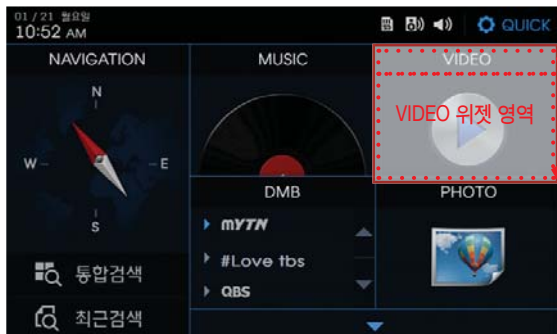 01 / 21 월요일
10:52 AM
QUICK
NAVIGATION
MUSIC
VIDEO
N
W
E
S
VIDEO 위젯 영역
DMB
PHOTO
mYTN
#Love tbs
QBS
통합검색
최근검색